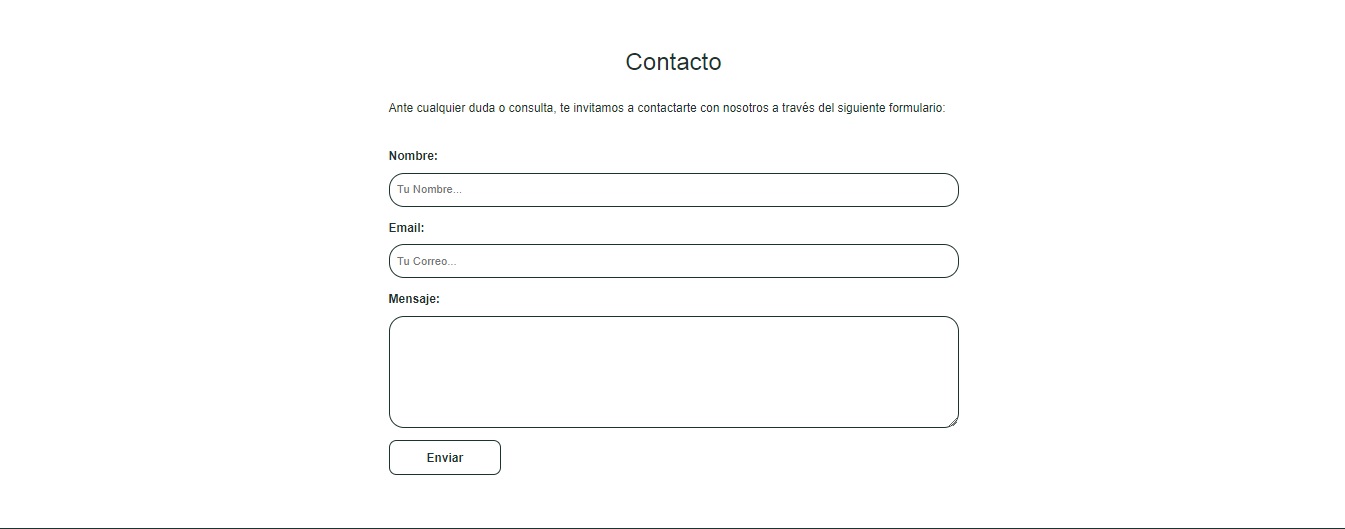 Contacto
Ante cualquier duda o consulta, te invitamos a contactarte con nosotros a través del siguiente formulario:
Nombre:
Tu Nombre...
Email:
Tu Correo...
Mensaje:
Enviar